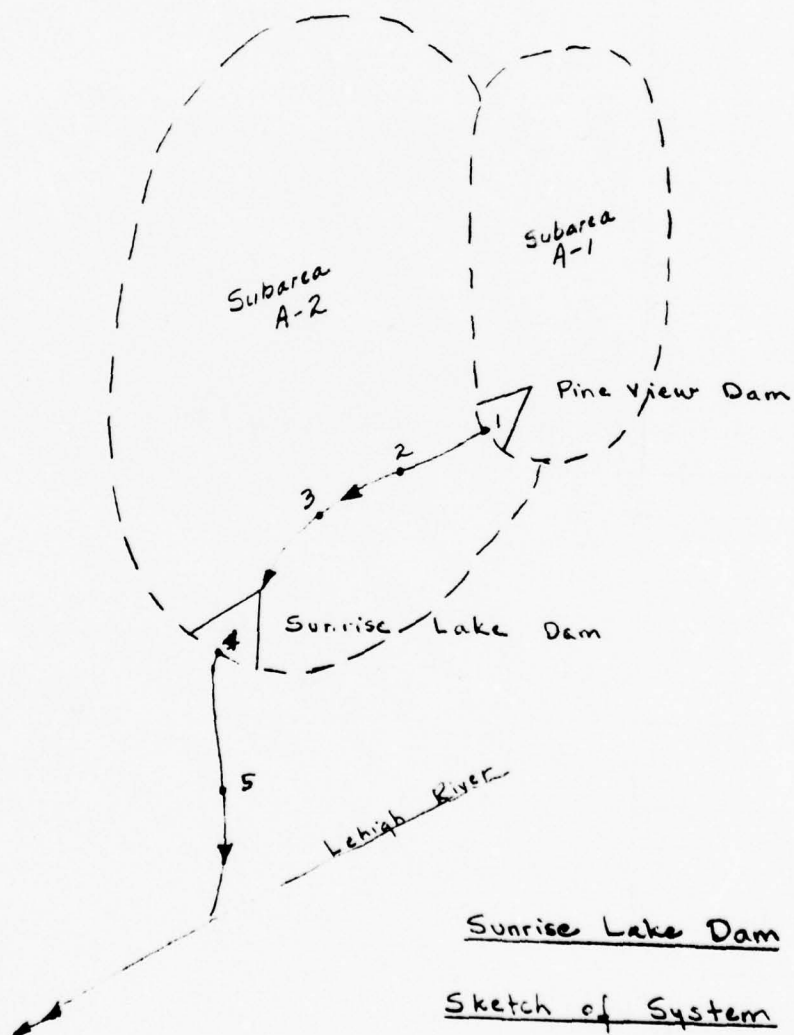 Subarea
A-1
Subarea
A-2
Pine View Dam
1
2
3
Sunrise Lake Dam
4
5
Lehigh River
Sunrise Lake Dam
Sketch of System